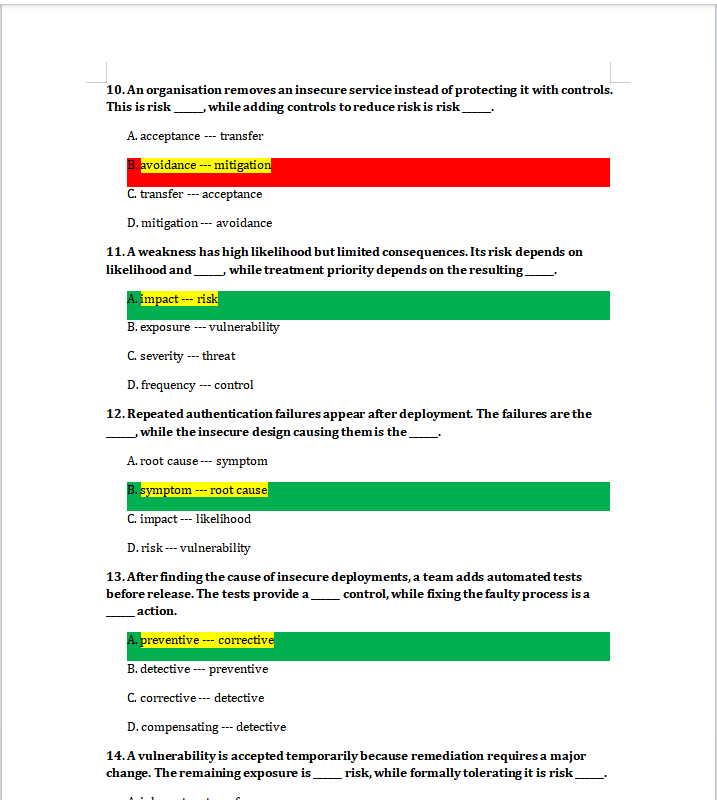 10. An organisation removes an insecure service instead of protecting it with controls.
This is risk _____, while adding controls to reduce risk is risk _____.
A. acceptance --- transfer
B. avoidance --- mitigation
C. transfer --- acceptance
D. mitigation --- avoidance
11. A weakness has high likelihood but limited consequences. Its risk depends on
likelihood and _____, while treatment priority depends on the resulting _____.
A. impact --- risk
B. exposure --- vulnerability
C. severity --- threat
D. frequency --- control
12. Repeated authentication failures appear after deployment. The failures are the
_____, while the insecure design causing them is the _____.
A. root cause --- symptom
B. symptom --- root cause
C. impact --- likelihood
D. risk --- vulnerability
13. After finding the cause of insecure deployments, a team adds automated tests
before release. The tests provide a _____ control, while fixing the faulty process is a
_____ action.
A. preventive --- corrective
B. detective --- preventive
C. corrective --- detective
D. compensating --- detective
14. A vulnerability is accepted temporarily because remediation requires a major
change. The remaining exposure is _____ risk, while formally tolerating it is risk _____.